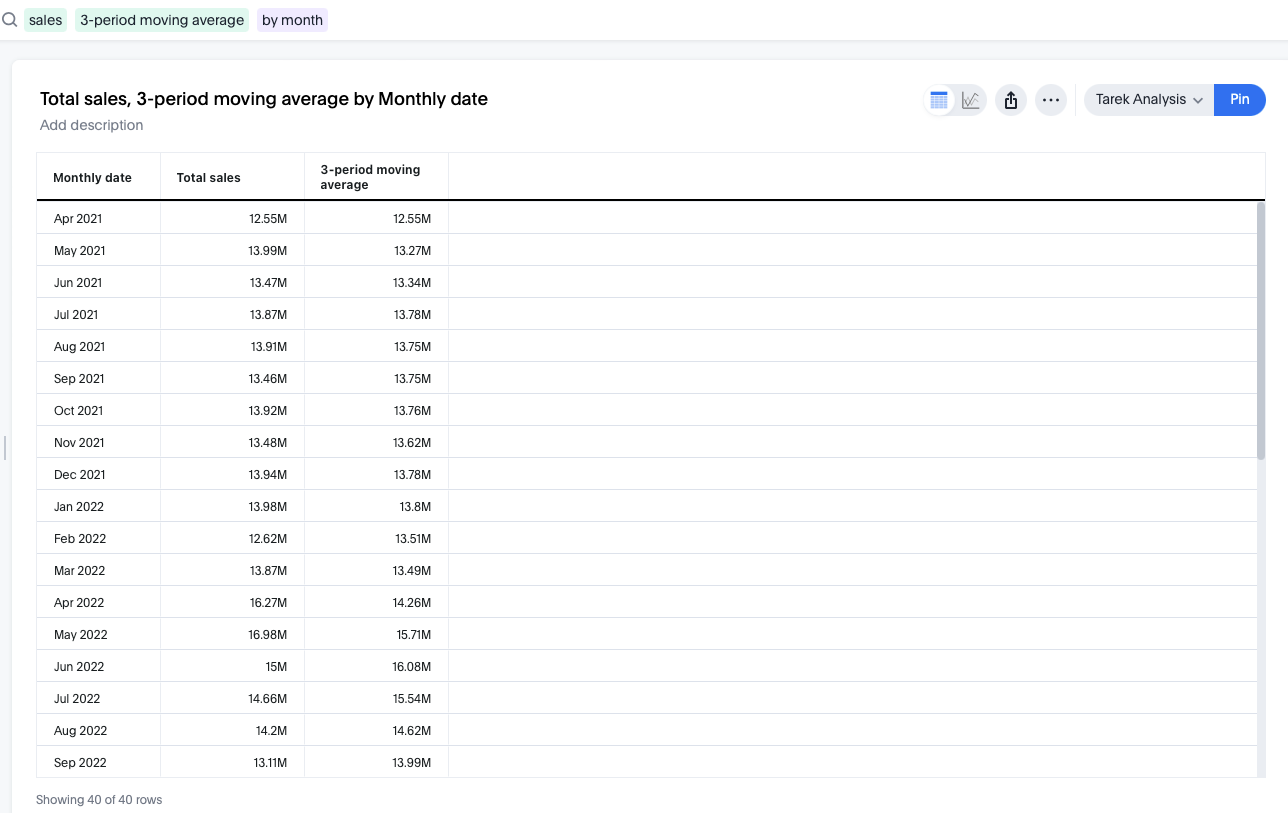 sales 3-period moving average by month
Total sales, 3-period moving average by Monthly date
Add description
Tarek Analysis Pin
Monthly date Total sales 3-period moving
average
Apr 2021 12.55M 12.55M
May 2021 13.99M 13.27M
Jun 2021 13.47M 13.34M
Jul 2021 13.87M 13.78M
Aug 2021 13.91M 13.75M
Sep 2021 13.46M 13.75M
Oct 2021 13.92M 13.76M
Nov 2021 13.48M 13.62M
Dec 2021 13.94M 13.78M
Jan 2022 13.98M 13.8M
Feb 2022 12.62M 13.51M
Mar 2022 13.87M 13.49M
Apr 2022 16.27M 14.26M
May 2022 16.98M 15.71M
Jun 2022 15M 16.08M
Jul 2022 14.66M 15.54M
Aug 2022 14.2M 14.62M
Sep 2022 13.11M 13.99M
Showing 40 of 40 rows